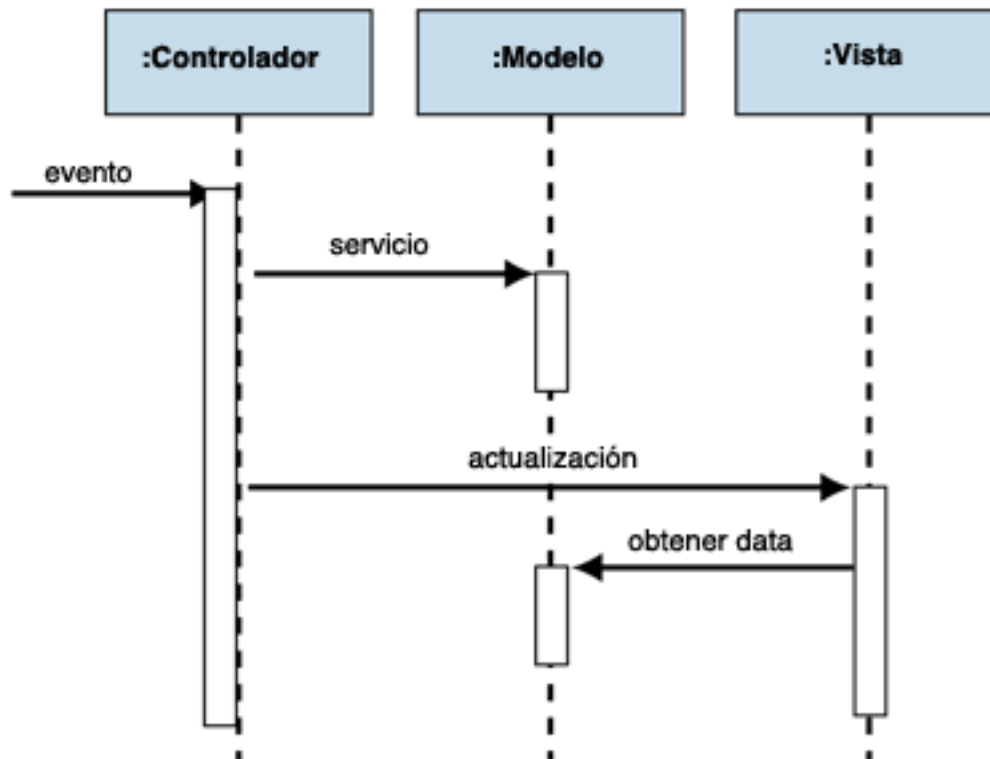 :Controlador
:Modelo
:Vista
evento
servicio
actualización
obtener data